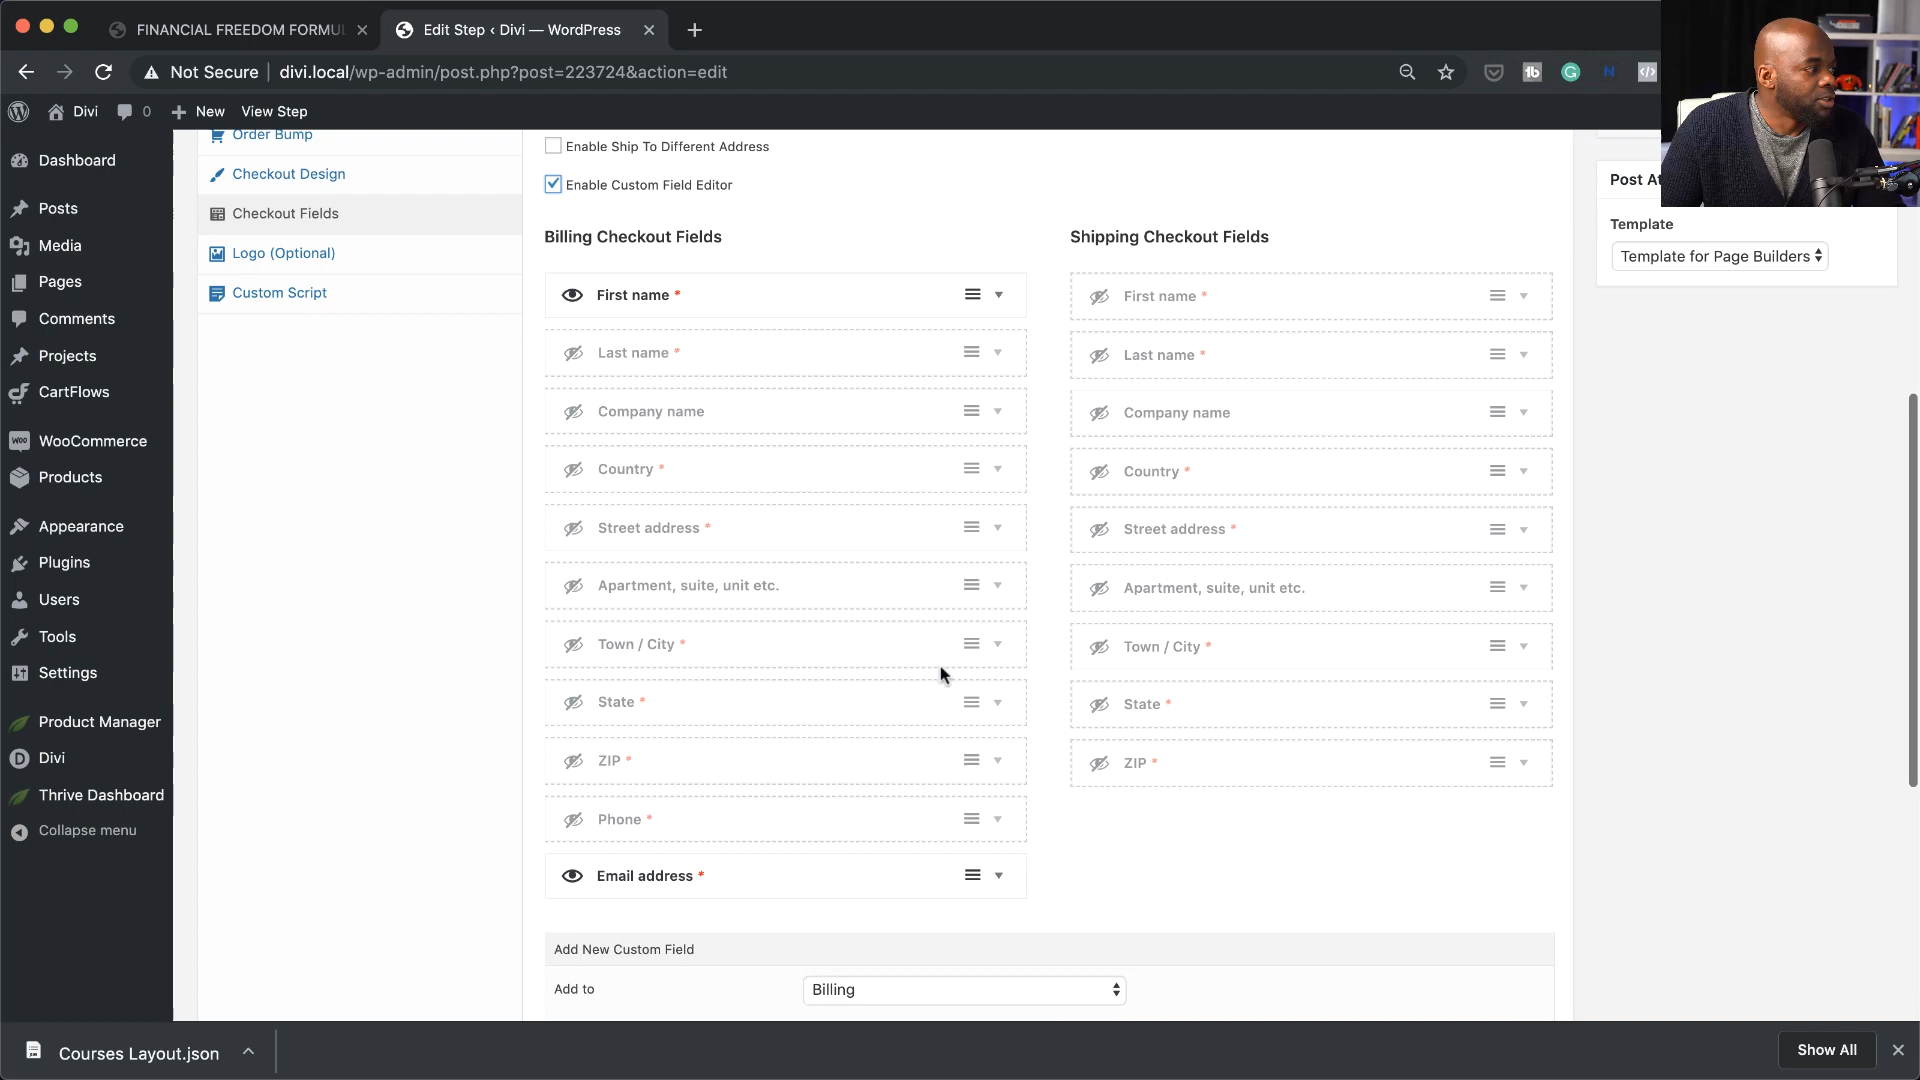 FINANCIAL FREEDOM FORMUL
Edit Step ‹ Divi — WordPress
Not Secure
divi.local/wp-admin/post.php?post=223724&action=edit
Divi
0
New
View Step
Dashboard
Posts
Media
Pages
Comments
Projects
CartFlows
WooCommerce
Products
Appearance
Plugins
Users
Tools
Settings
Product Manager
Divi
Thrive Dashboard
Collapse menu
Order Bump
Checkout Design
Checkout Fields
Logo (Optional)
Custom Script
Enable Ship To Different Address
Enable Custom Field Editor
Billing Checkout Fields
First name *
Last name *
Company name
Country *
Street address *
Apartment, suite, unit etc.
Town / City *
State *
ZIP *
Phone *
Email address *
Shipping Checkout Fields
First name *
Last name *
Company name
Country *
Street address *
Apartment, suite, unit etc.
Town / City *
State *
ZIP *
Add New Custom Field
Add to
Billing
Post At
Template
Template for Page Builders
Courses Layout.json
Show All